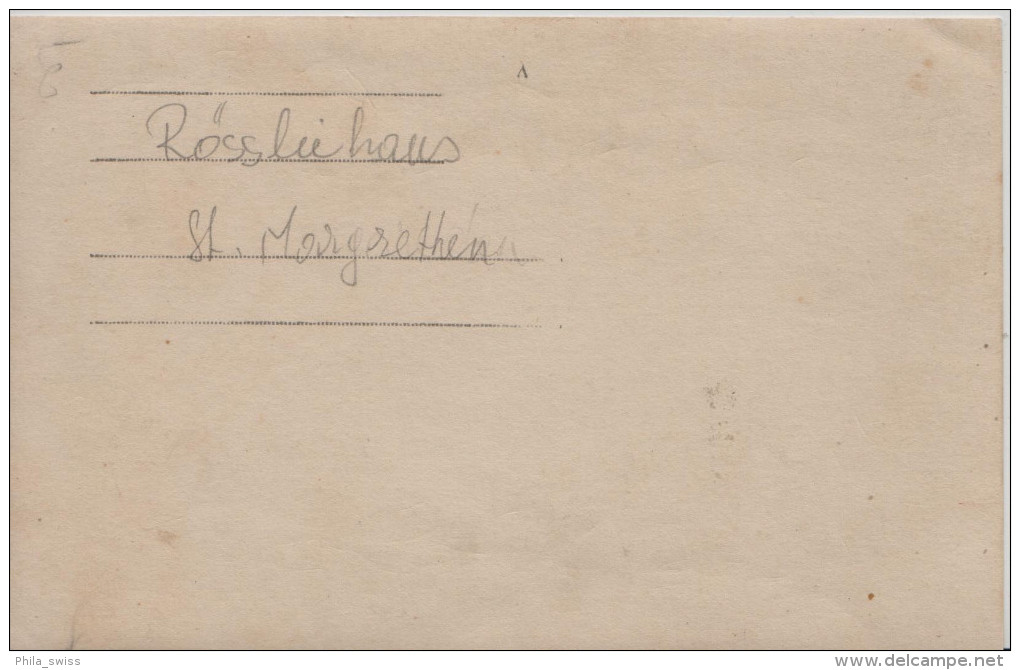 A
Rösslihaus
St. Margrethen
Phila_swiss
www.delcampe.net